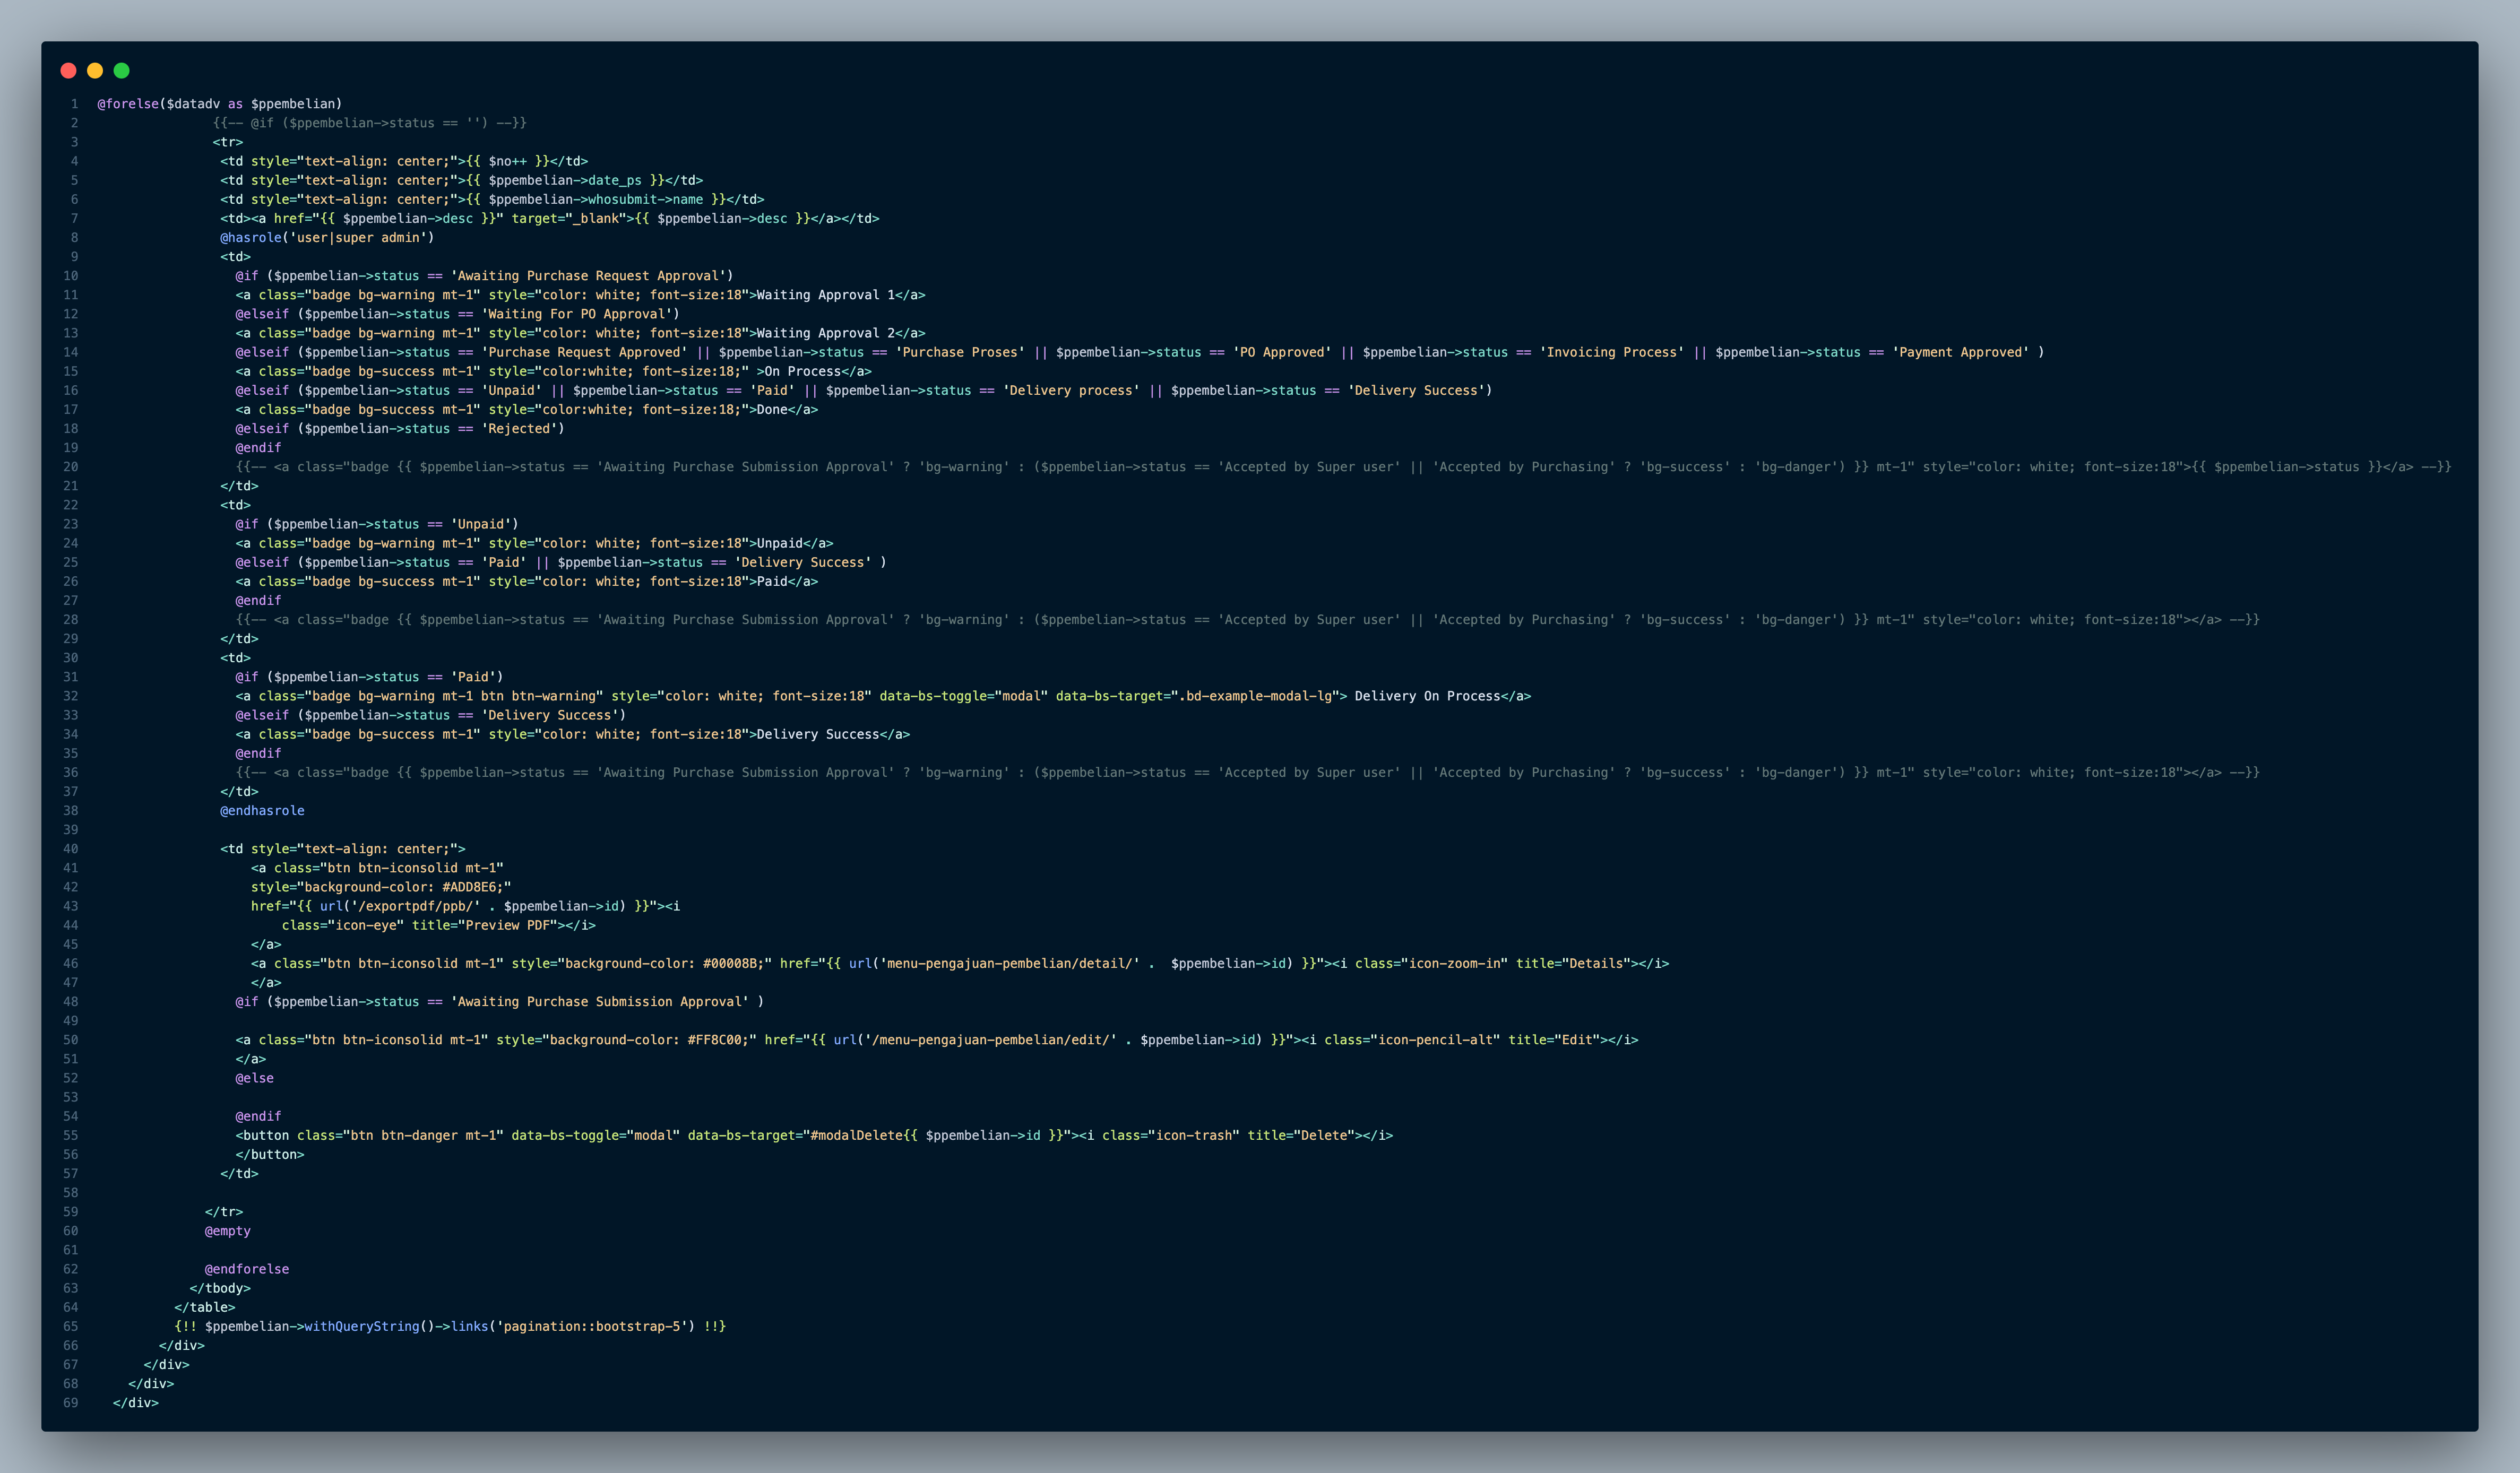 1 @forelse($datadv as $ppembelian)
2 {{-- @if ($ppembelian->status == '') --}}
3 <tr>
4 <td style="text-align: center;">{{ $no++ }}</td>
5 <td style="text-align: center;">{{ $ppembelian->date_ps }}</td>
6 <td style="text-align: center;">{{ $ppembelian->whosubmit->name }}</td>
7 <td><a href="{{ $ppembelian->desc }}" target="_blank">{{ $ppembelian->desc }}</a></td>
8 @hasrole('user|super admin')
9 <td>
10 @if ($ppembelian->status == 'Awaiting Purchase Request Approval')
11 <a class="badge bg-warning mt-1" style="color: white; font-size:18">Waiting Approval 1</a>
12 @elseif ($ppembelian->status == 'Waiting For PO Approval')
13 <a class="badge bg-warning mt-1" style="color: white; font-size:18">Waiting Approval 2</a>
14 @elseif ($ppembelian->status == 'Purchase Request Approved' || $ppembelian->status == 'Purchase Proses' || $ppembelian->status == 'PO Approved' || $ppembelian->status == 'Invoicing Process' || $ppembelian->status == 'Payment Approved' )
15 <a class="badge bg-success mt-1" style="color:white; font-size:18;" >On Process</a>
16 @elseif ($ppembelian->status == 'Unpaid' || $ppembelian->status == 'Paid' || $ppembelian->status == 'Delivery process' || $ppembelian->status == 'Delivery Success')
17 <a class="badge bg-success mt-1" style="color:white; font-size:18;">Done</a>
18 @elseif ($ppembelian->status == 'Rejected')
19 @endif
20 {{-- <a class="badge {{ $ppembelian->status == 'Awaiting Purchase Submission Approval' ? 'bg-warning' : ($ppembelian->status == 'Accepted by Super user' || 'Accepted by Purchasing' ? 'bg-success' : 'bg-danger') }} mt-1" style="color: white; font-size:18">{{ $ppembelian->status }}</a> --}}
21 </td>
22 <td>
23 @if ($ppembelian->status == 'Unpaid')
24 <a class="badge bg-warning mt-1" style="color: white; font-size:18">Unpaid</a>
25 @elseif ($ppembelian->status == 'Paid' || $ppembelian->status == 'Delivery Success' )
26 <a class="badge bg-success mt-1" style="color: white; font-size:18">Paid</a>
27 @endif
28 {{-- <a class="badge {{ $ppembelian->status == 'Awaiting Purchase Submission Approval' ? 'bg-warning' : ($ppembelian->status == 'Accepted by Super user' || 'Accepted by Purchasing' ? 'bg-success' : 'bg-danger') }} mt-1" style="color: white; font-size:18"></a> --}}
29 </td>
30 <td>
31 @if ($ppembelian->status == 'Paid')
32 <a class="badge bg-warning mt-1 btn btn-warning" style="color: white; font-size:18" data-bs-toggle="modal" data-bs-target=".bd-example-modal-lg"> Delivery On Process</a>
33 @elseif ($ppembelian->status == 'Delivery Success')
34 <a class="badge bg-success mt-1" style="color: white; font-size:18">Delivery Success</a>
35 @endif
36 {{-- <a class="badge {{ $ppembelian->status == 'Awaiting Purchase Submission Approval' ? 'bg-warning' : ($ppembelian->status == 'Accepted by Super user' || 'Accepted by Purchasing' ? 'bg-success' : 'bg-danger') }} mt-1" style="color: white; font-size:18"></a> --}}
37 </td>
38 @endhasrole
39
40 <td style="text-align: center;">
41 <a class="btn btn-iconsolid mt-1"
42 style="background-color: #ADD8E6;"
43 href="{{ url('/exportpdf/ppb/' . $ppembelian->id) }}"><i
44 class="icon-eye" title="Preview PDF"></i>
45 </a>
46 <a class="btn btn-iconsolid mt-1" style="background-color: #00008B;" href="{{ url('menu-pengajuan-pembelian/detail/' .  $ppembelian->id) }}"><i class="icon-zoom-in" title="Details"></i>
47 </a>
48 @if ($ppembelian->status == 'Awaiting Purchase Submission Approval' )
49
50 <a class="btn btn-iconsolid mt-1" style="background-color: #FF8C00;" href="{{ url('/menu-pengajuan-pembelian/edit/' . $ppembelian->id) }}"><i class="icon-pencil-alt" title="Edit"></i>
51 </a>
52 @else
53
54 @endif
55 <button class="btn btn-danger mt-1" data-bs-toggle="modal" data-bs-target="#modalDelete{{ $ppembelian->id }}"><i class="icon-trash" title="Delete"></i>
56 </button>
57 </td>
58
59 </tr>
60 @empty
61
62 @endforelse
63 </tbody>
64 </table>
65 {!! $ppembelian->withQueryString()->links('pagination::bootstrap-5') !!}
66 </div>
67 </div>
68 </div>
69 </div>